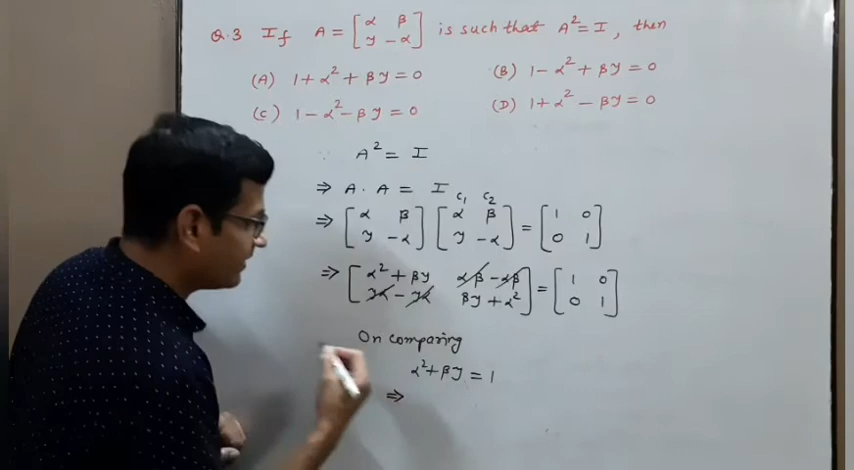 Q.3 If A = [α β; γ -α] is such that A² = I, then
(A) 1 + α² + βγ = 0 (B) 1 - α² + βγ = 0
(C) 1 - α² - βγ = 0 (D) 1 + α² - βγ = 0
∵ A² = I
⇒ A . A = I
C₁ C₂
⇒ [α β; γ -α] [α β; γ -α] = [1 0; 0 1]
⇒ [α² + βγ αβ - αβ; γα - γα βγ + α²] = [1 0; 0 1]
On comparing
α² + βγ = 1
⇒